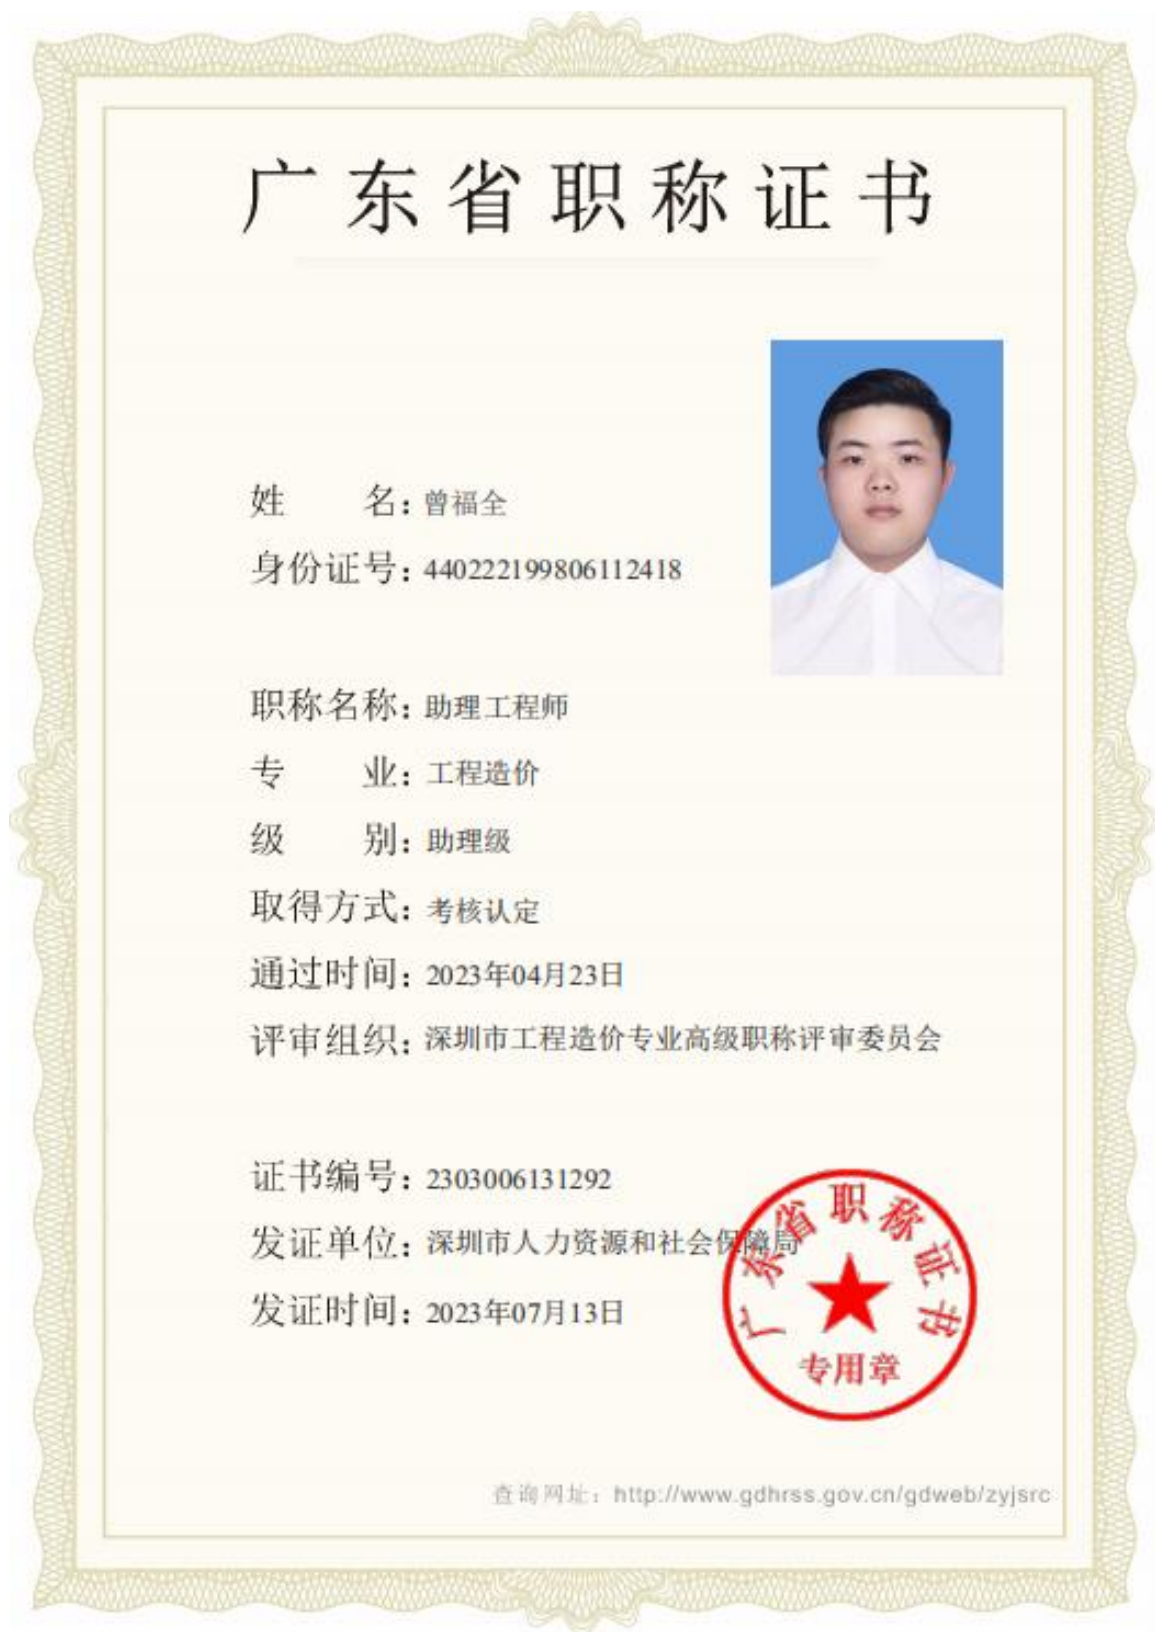 广东省职称证书
姓 名：曾福全
身份证号：440222199806112418
职称名称：助理工程师
专 业：工程造价
级 别：助理级
取得方式：考核认定
通过时间：2023年04月23日
评审组织：深圳市工程造价专业高级职称评审委员会
证书编号：2303006131292
发证单位：深圳市人力资源和社会保障局
发证时间：2023年07月13日
广东省职称证书
专用章
查询网址：http://www.gdhrss.gov.cn/gdweb/zyjsrc